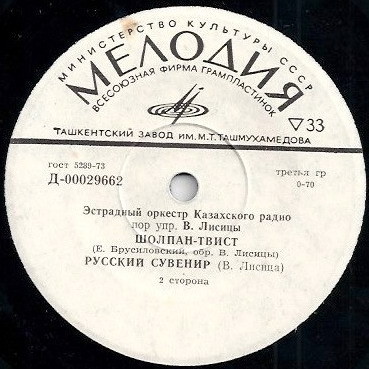 МИНИСТЕРСТВО КУЛЬТУРЫ СССР
МЕЛОДИЯ
ВСЕСОЮЗНАЯ ФИРМА ГРАМПЛАСТИНОК
▽33
ТАШКЕНТСКИЙ ЗАВОД ИМ. М.Т. ТАШМУХАМЕДОВА
гост 5289-73
третья гр
Д-00029662
0-70
Эстрадный оркестр Казахского радио
пор упр. В. Лисицы
ШОЛПАН-ТВИСТ
(Е. Брусиловский, обр. В. Лисицы)
РУССКИЙ СУВЕНИР (В. Лисица)
2 сторона